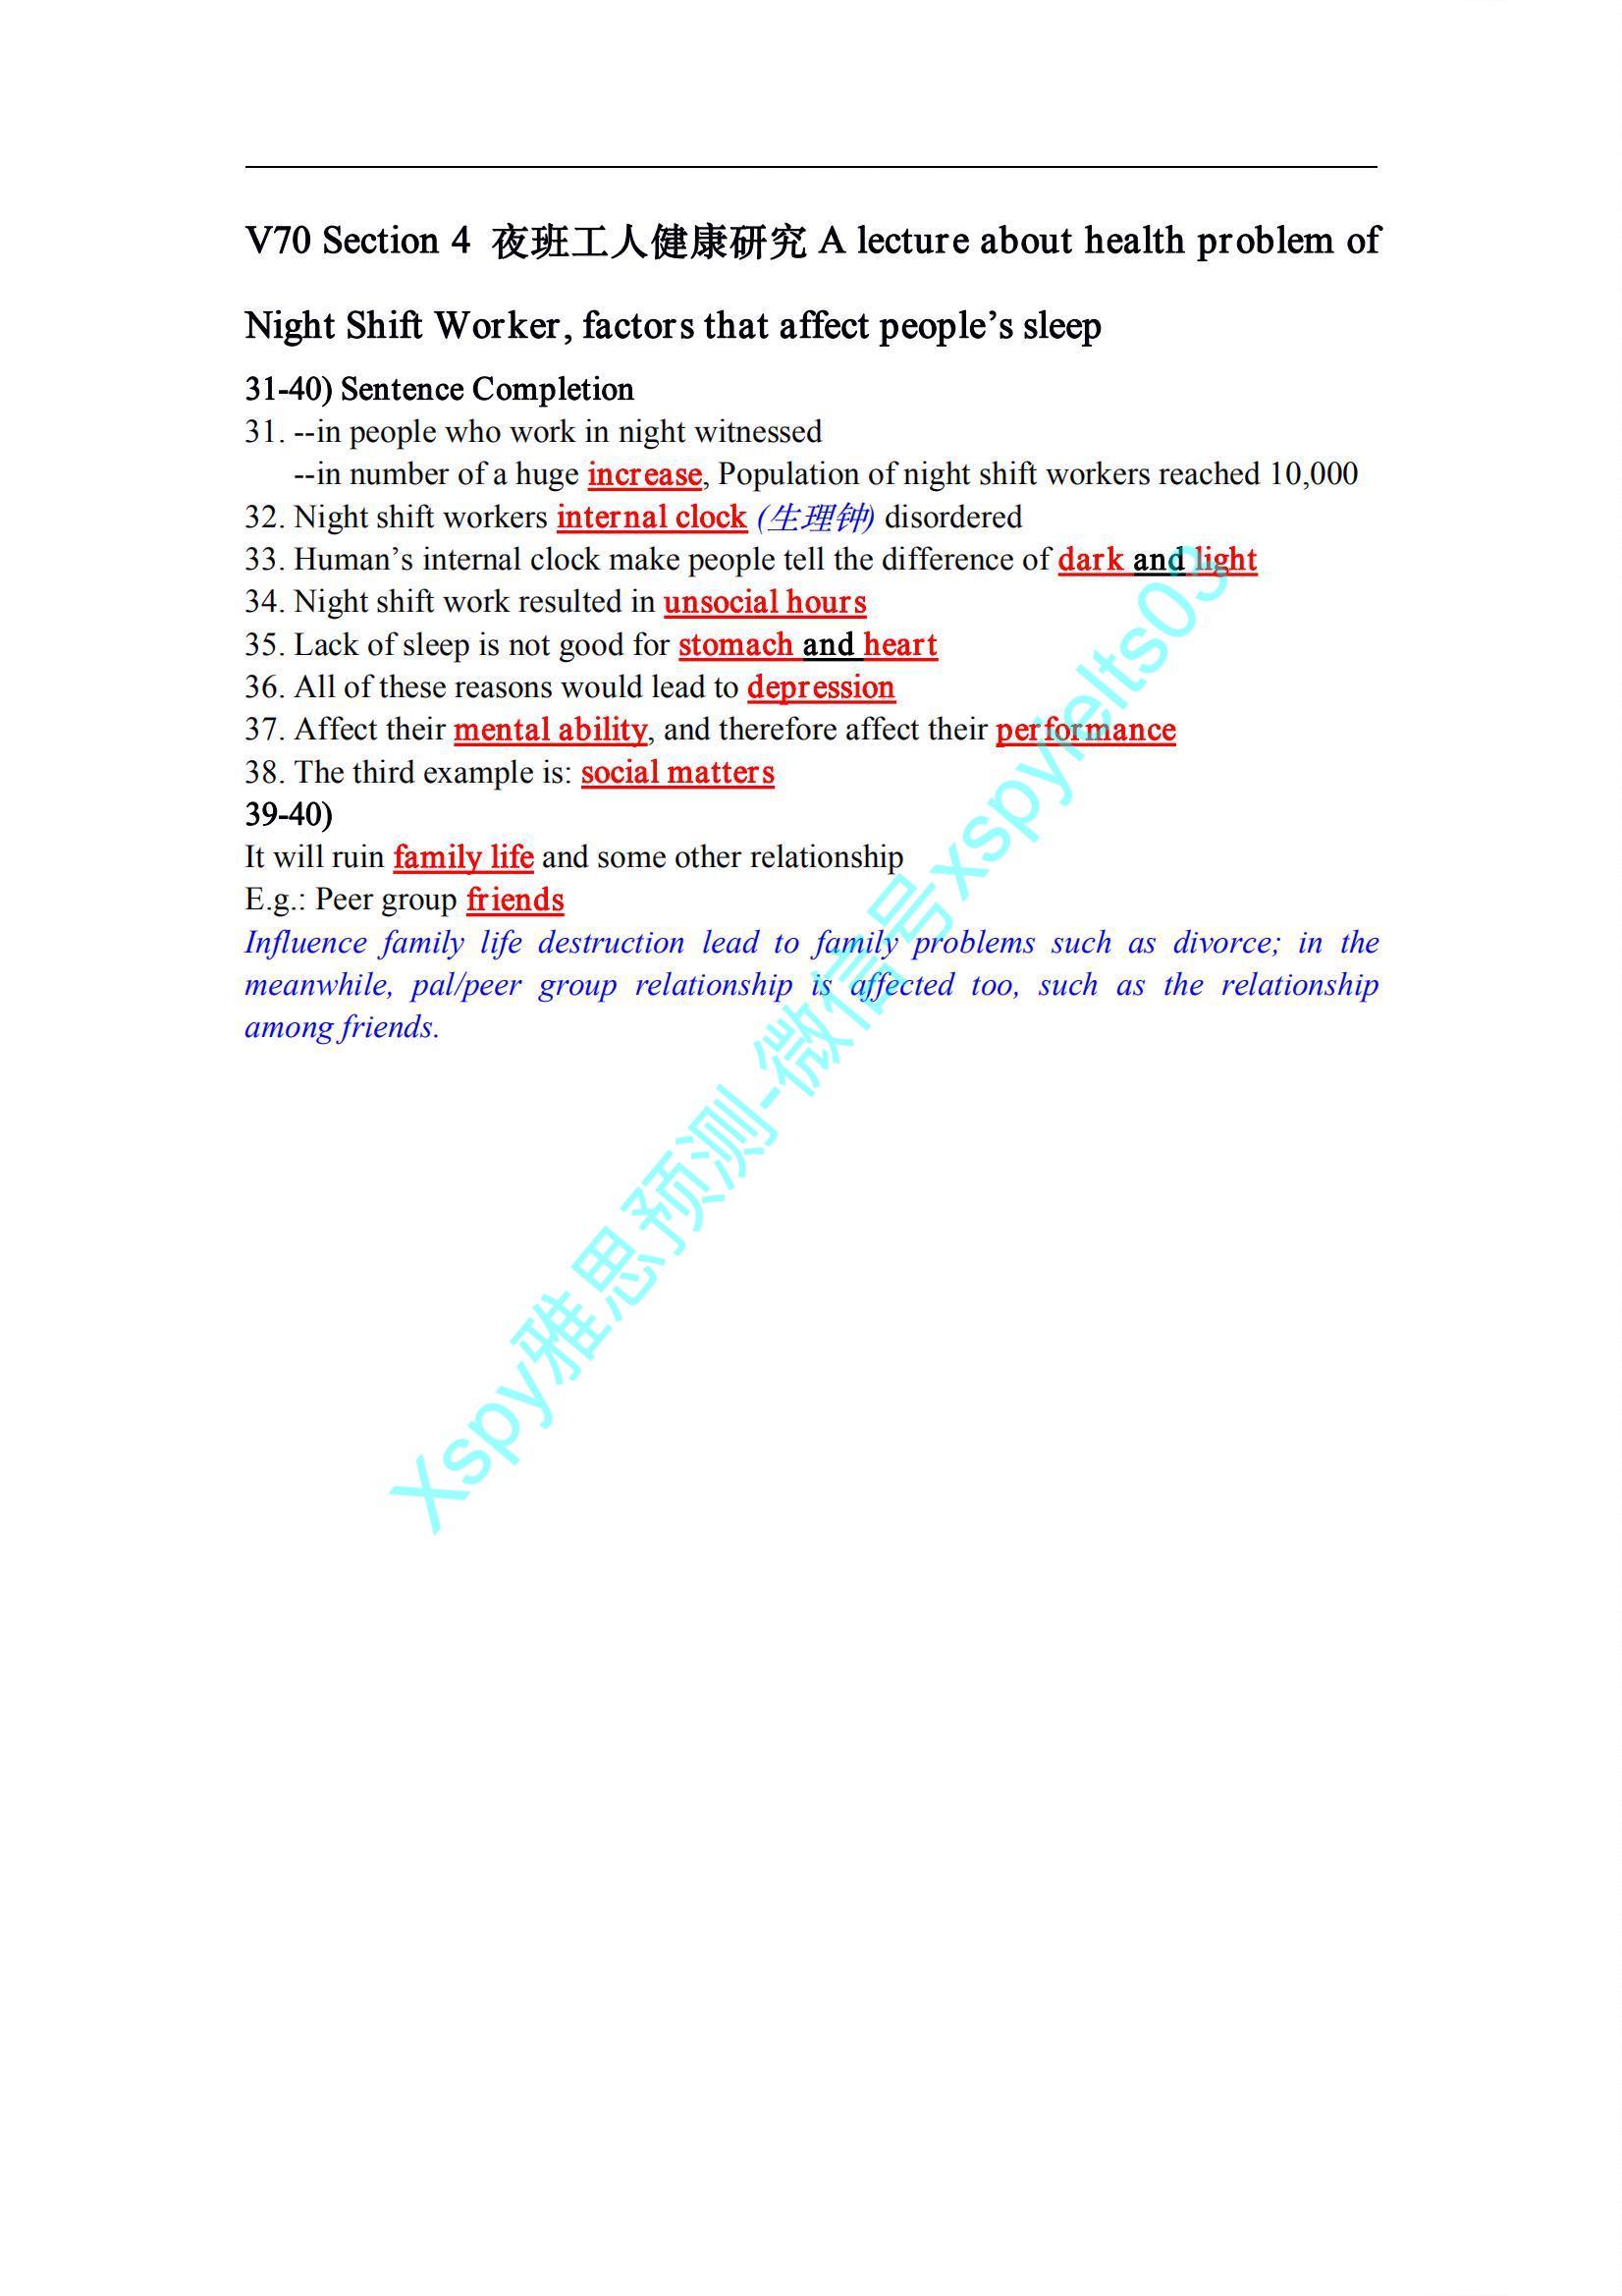 V70 Section 4 夜班工人健康研究 A lecture about health problem of
Night Shift Worker, factors that affect people’s sleep
31-40) Sentence Completion
31. --in people who work in night witnessed
--in number of a huge increase, Population of night shift workers reached 10,000
32. Night shift workers internal clock (生理钟) disordered
33. Human’s internal clock make people tell the difference of dark and light
34. Night shift work resulted in unsocial hours
35. Lack of sleep is not good for stomach and heart
36. All of these reasons would lead to depression
37. Affect their mental ability, and therefore affect their performance
38. The third example is: social matters
39-40)
It will ruin family life and some other relationship
E.g.: Peer group friends
Influence family life destruction lead to family problems such as divorce; in the
meanwhile, pal/peer group relationship is affected too, such as the relationship
among friends.
Xspy雅思预测-微信号xspyielts03